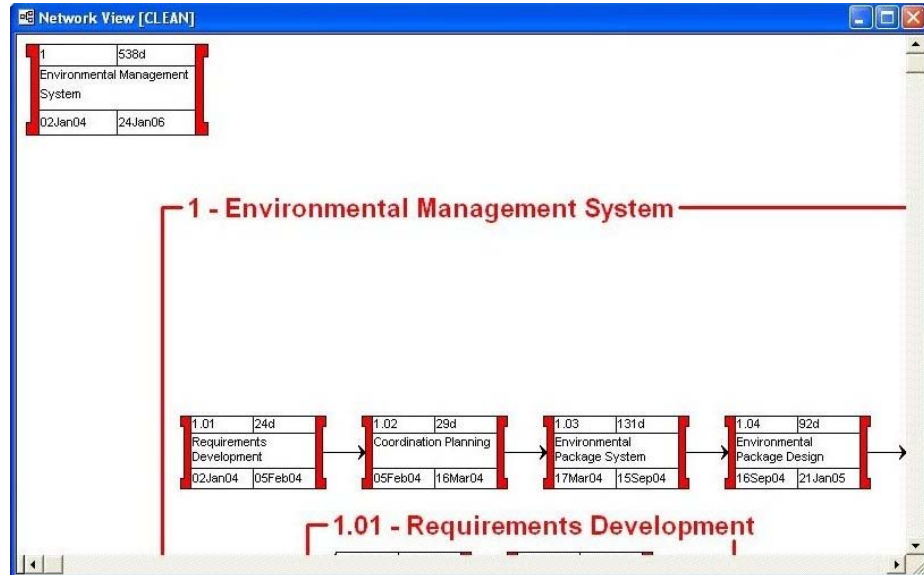 Network View [CLEAN]
1 538d
Environmental Management
System
02Jan04 24Jan06
1 - Environmental Management System
1.01 24d
Requirements
Development
02Jan04 05Feb04
1.02 29d
Coordination Planning
05Feb04 16Mar04
1.03 131d
Environmental
Package System
17Mar04 15Sep04
1.04 92d
Environmental
Package Design
16Sep04 21Jan05
1.01 - Requirements Development